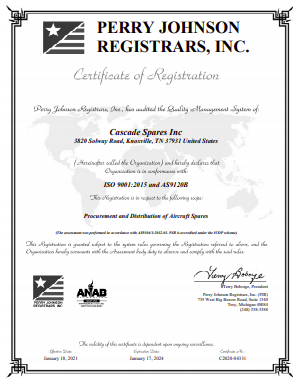 PERRY JOHNSON
REGISTRARS, INC.
Certificate of Registration
Perry Johnson Registrars, Inc., has audited the Quality Management System of:
Cascade Spares Inc
3820 Solway Road, Knoxville, TN 37931 United States
(Hereinafter called the Organization) and hereby declares that
Organization is in conformance with:
ISO 9001:2015 and AS9120B
This Registration is in respect to the following scope:
Procurement and Distribution of Aircraft Spares
(The assessment was performed in accordance with AS9104/1:2012-01. PJR is accredited under the ICOP scheme)
This Registration is granted subject to the system rules governing the Registration referred to above, and the
Organization hereby covenants with the Assessment body duty to observe and comply with the said rules.
PERRY JOHNSON
REGISTRARS INC
ANAB
Terry Boboige
Terry Boboige, President
Perry Johnson Registrars, Inc. (PJR)
755 West Big Beaver Road, Suite 1340
Troy, Michigan 48084
(248) 358-3388
The validity of this certificate is dependent upon ongoing surveillance.
Effective Date: Expiration Date: Certificate No.:
January 18, 2021 January 17, 2024